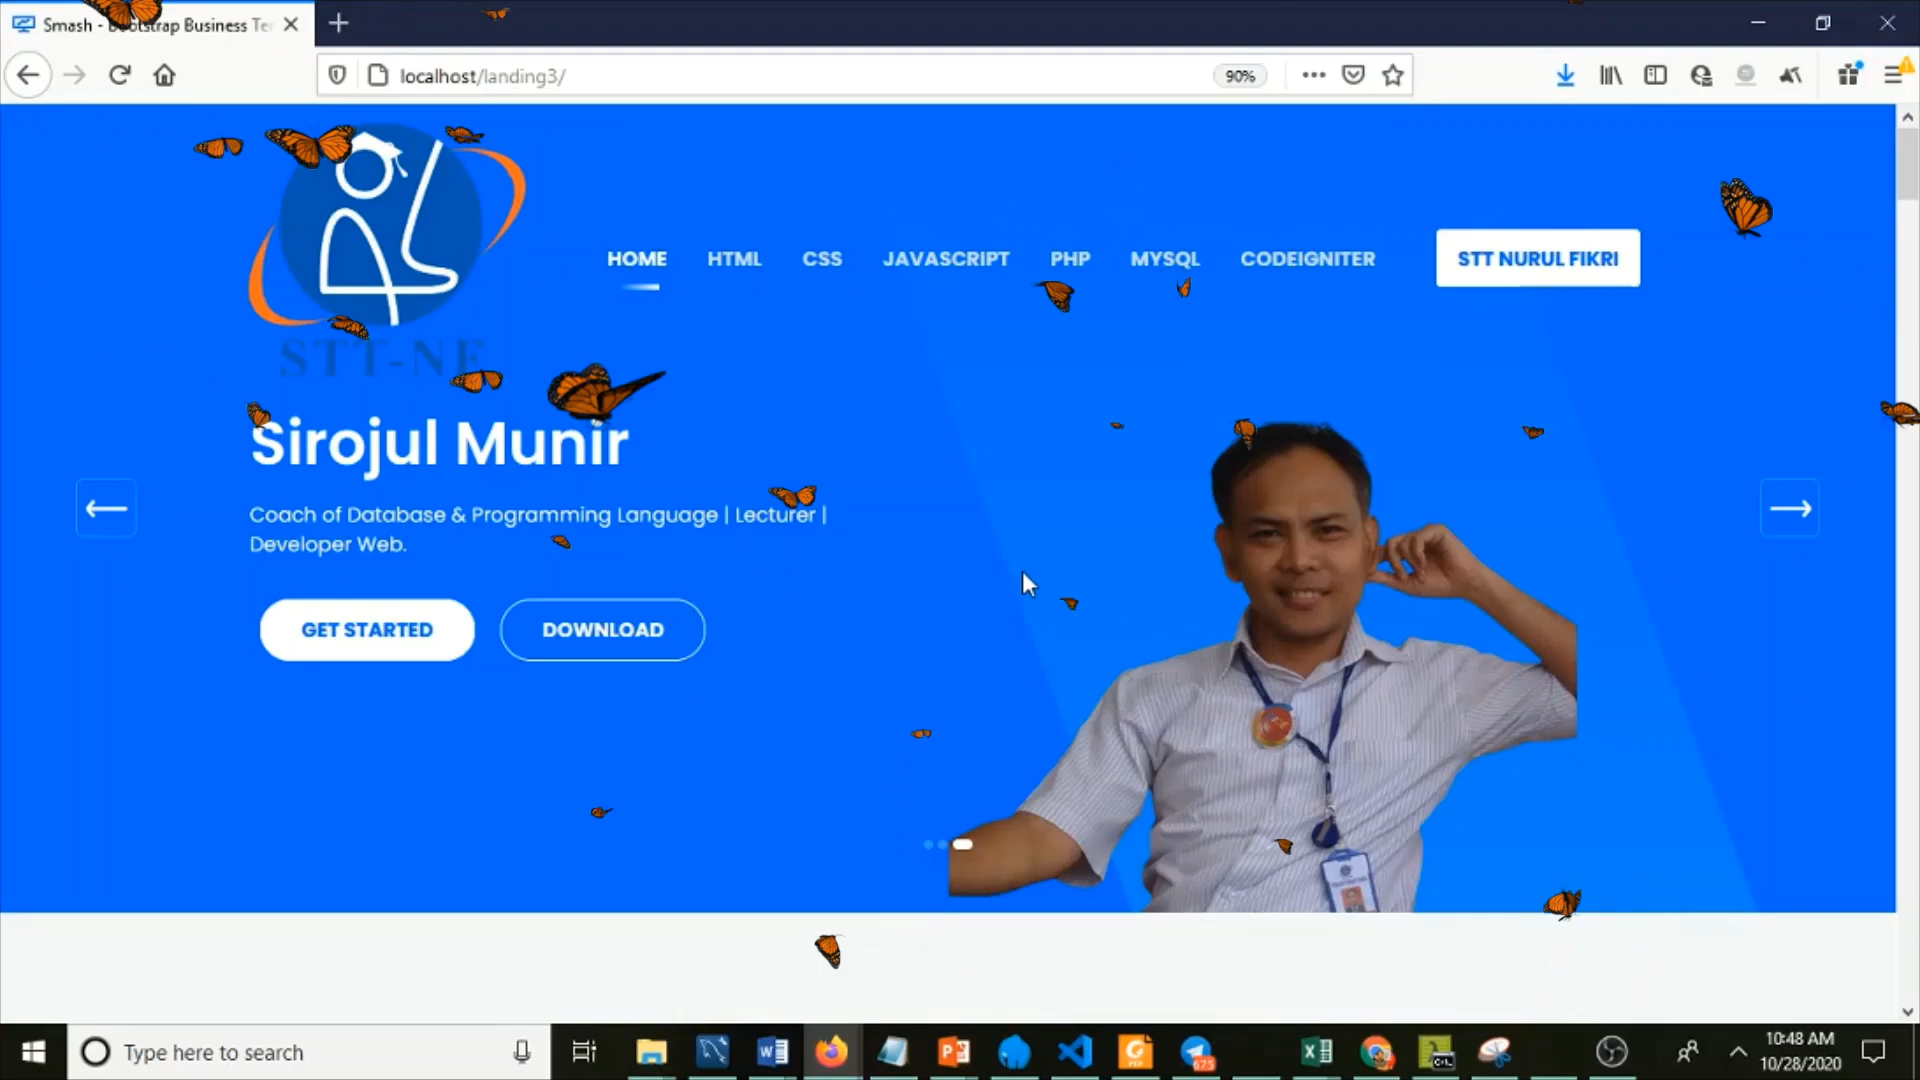 Smash - Bootstrap Business Ter
localhost/landing3/
90%
HOME
HTML
CSS
JAVASCRIPT
PHP
MYSQL
CODEIGNITER
STT NURUL FIKRI
STT-NF
Sirojul Munir
Coach of Database & Programming Language | Lecturer |
Developer Web.
GET STARTED
DOWNLOAD
Type here to search
675
10:48 AM
10/28/2020